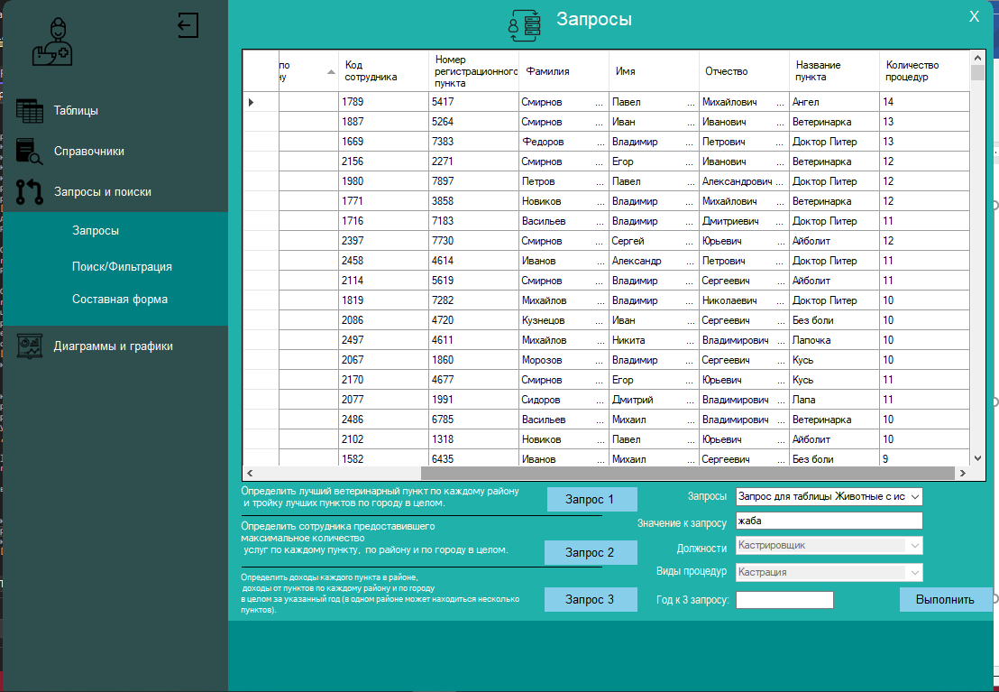 Запросы
X
Таблицы
Справочники
Запросы и поиски
Запросы
Поиск/Фильтрация
Составная форма
Диаграммы и графики
по Код Номер Фамилия Имя Отчество Название Количество
ну сотрудника регистрационного пункта процедур
пункта
1789 5417 Смирнов ... Павел ... Михайлович ... Ангел 14
1887 5264 Смирнов ... Иван ... Иванович ... Ветеринарка 13
1669 7383 Федоров ... Владимир ... Петрович ... Доктор Питер 13
2156 2271 Смирнов ... Егор ... Иванович ... Ветеринарка 12
1980 7897 Петров ... Павел ... Александрович ... Доктор Питер 12
1771 3858 Новиков ... Владимир ... Михайлович ... Ветеринарка 12
1716 7183 Васильев ... Владимир ... Дмитриевич ... Доктор Питер 11
2397 7730 Смирнов ... Сергей ... Юрьевич ... Айболит 12
2458 4614 Иванов ... Александр ... Петрович ... Доктор Питер 11
2114 5619 Смирнов ... Владимир ... Сергеевич ... Айболит 11
1819 7282 Михайлов ... Владимир ... Николаевич ... Доктор Питер 10
2086 4720 Кузнецов ... Иван ... Сергеевич ... Без боли 10
2497 4611 Михайлов ... Никита ... Владимирович ... Лапочка 10
2067 1860 Морозов ... Владимир ... Сергеевич ... Кусь 10
2170 4677 Смирнов ... Егор ... Юрьевич ... Кусь 11
2077 1991 Сидоров ... Дмитрий ... Владимирович ... Лапа 11
2486 6785 Васильев ... Михаил ... Владимирович ... Ветеринарка 10
2102 1318 Новиков ... Павел ... Юрьевич ... Айболит 10
1582 6435 Иванов ... Михаил ... Сергеевич ... Без боли 9
Определить лучший ветеринарный пункт по каждому району
и тройку лучших пунктов по городу в целом.
Запрос 1
Определить сотрудника предоставившего
максимальное количество
услуг по каждому пункту, по району и по городу в целом.
Запрос 2
Определить доходы каждого пункта в районе,
доходы от пунктов по каждому району и по городу
в целом за указанный год (в одном районе может находиться несколько
пунктов).
Запрос 3
Запросы Запрос для таблицы Животные с ис
Значение к запросу жаба
Должности Кастрировщик
Виды процедур Кастрация
Год к 3 запросу:
Выполнить